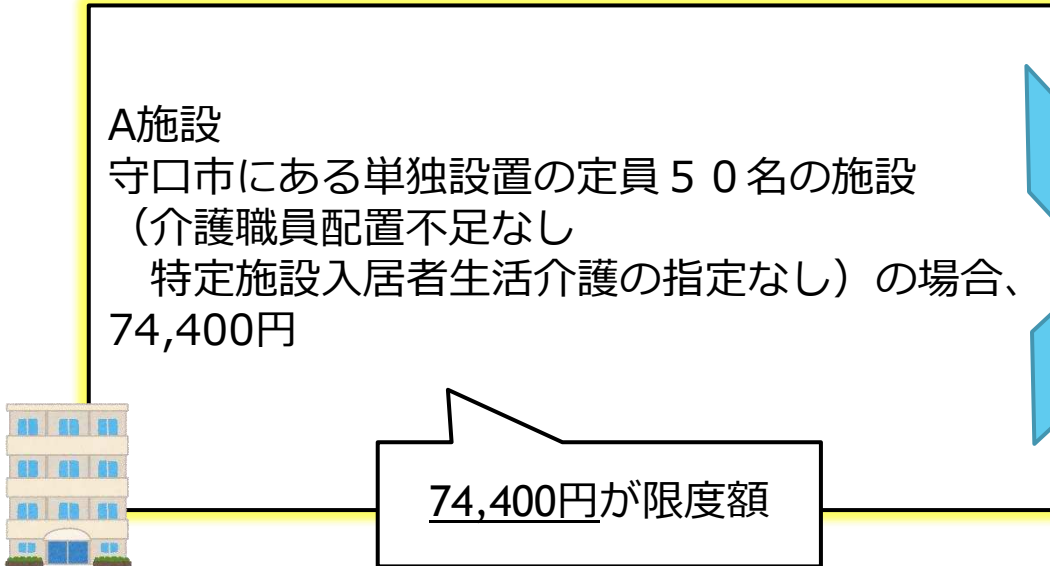 A施設
守口市にある単独設置の定員５０名の施設
（介護職員配置不足なし
　特定施設入居者生活介護の指定なし）の場合、
74,400円
74,400円が限度額